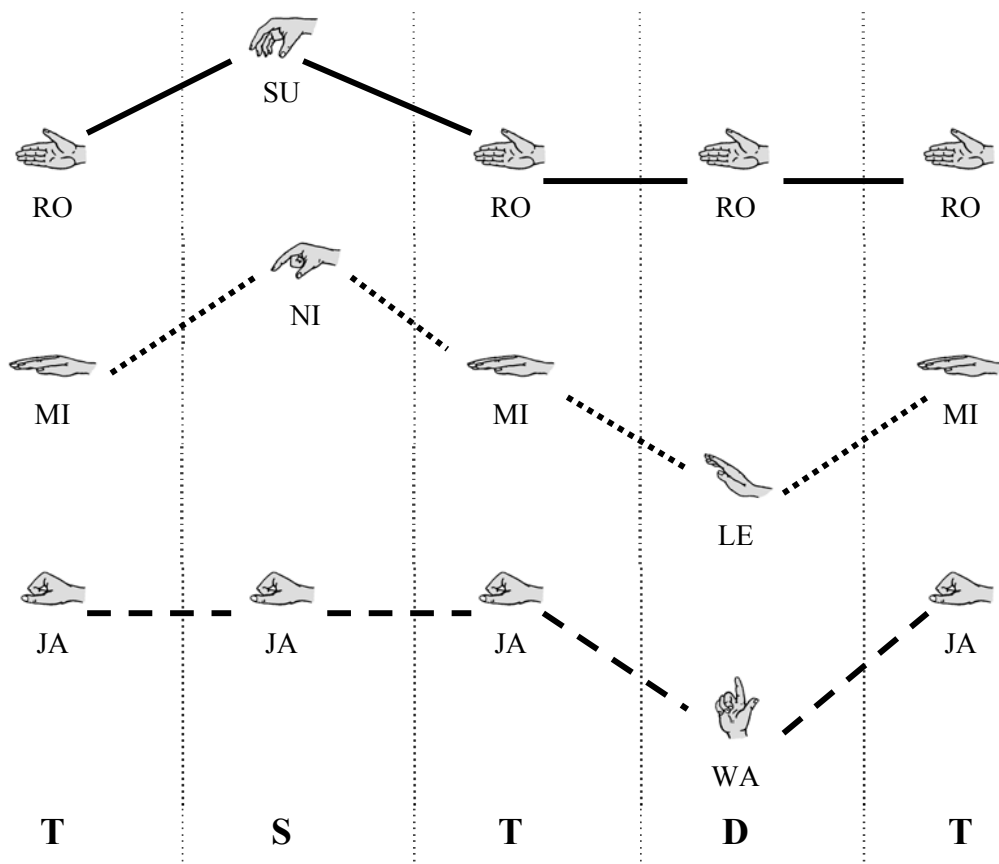 SU
RO RO RO RO
NI
MI MI MI
LE
JA JA JA JA
WA
T S T D T